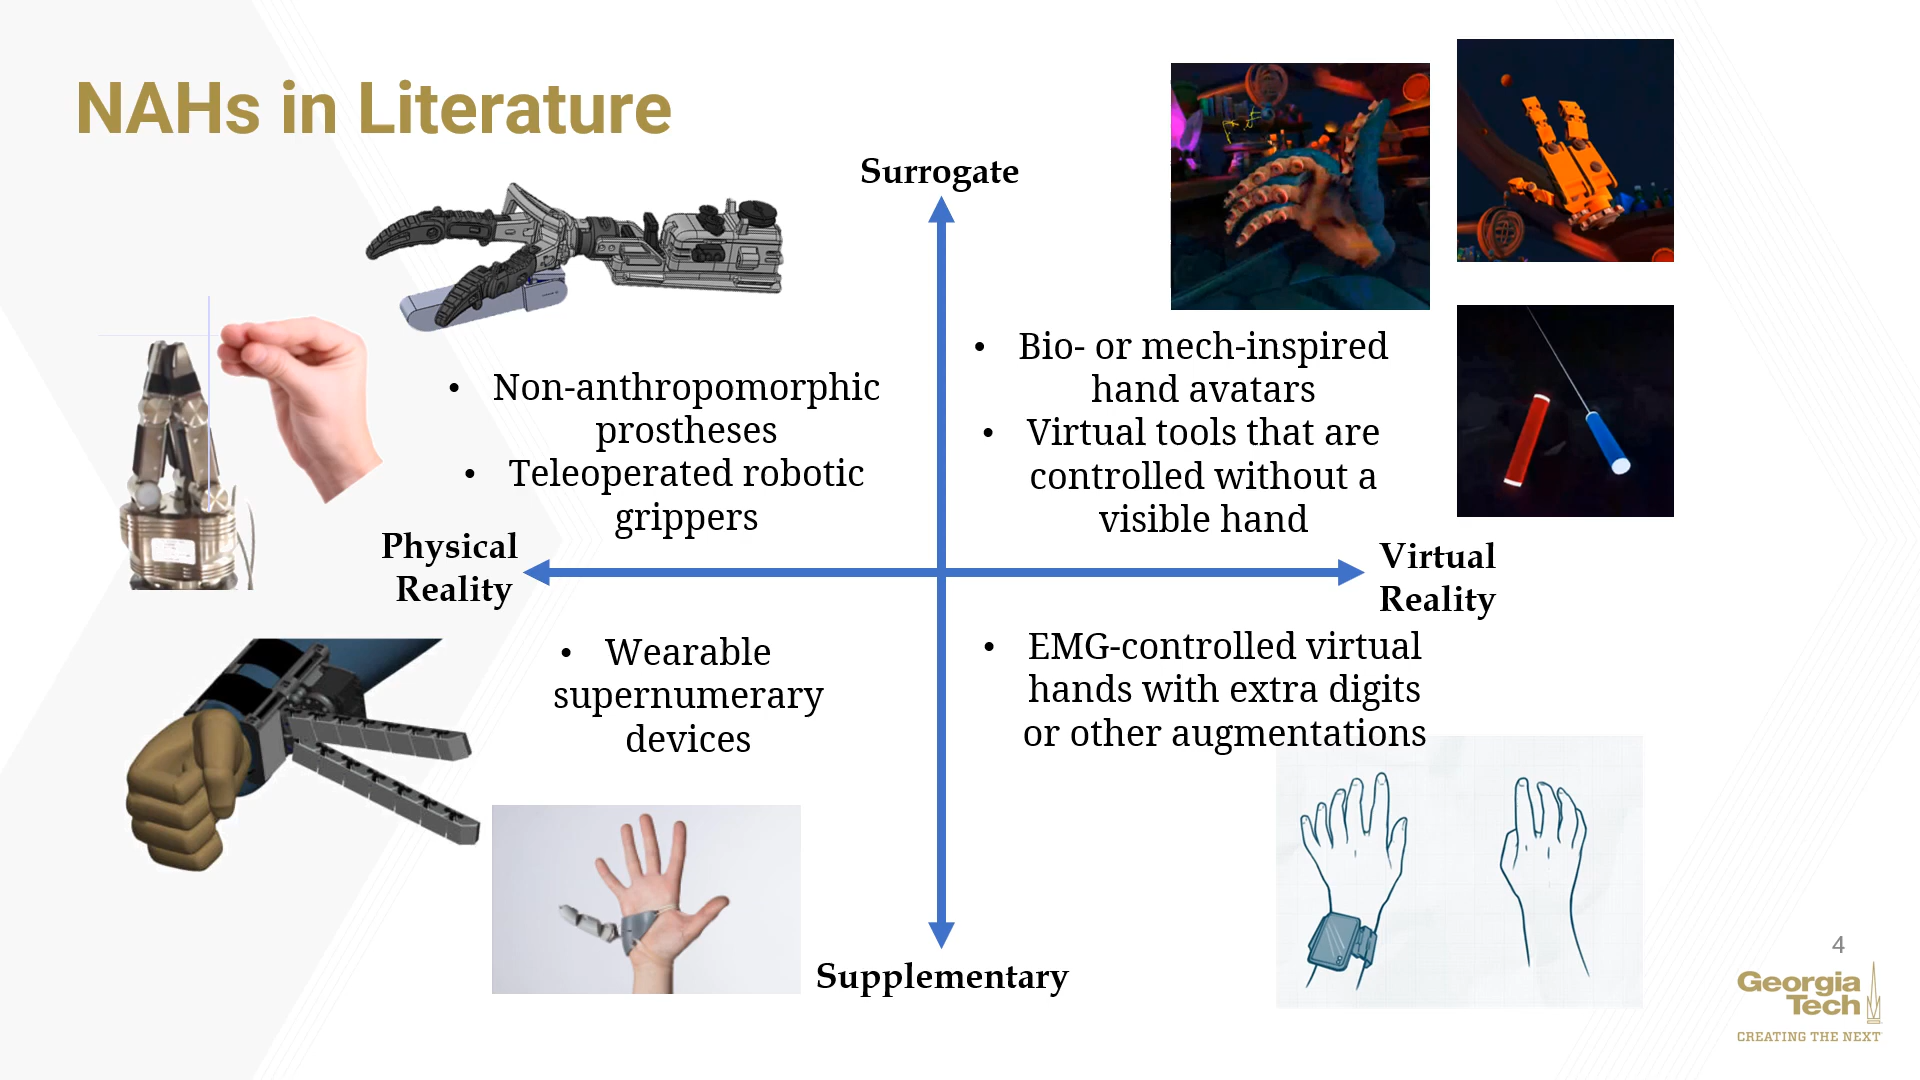 NAHs in Literature
Surrogate
• Non-anthropomorphic
prostheses
• Teleoperated robotic
grippers
• Bio- or mech-inspired
hand avatars
• Virtual tools that are
controlled without a
visible hand
Physical
Reality
Virtual
Reality
• Wearable
supernumerary
devices
• EMG-controlled virtual
hands with extra digits
or other augmentations
Supplementary
4
Georgia
Tech
CREATING THE NEXT